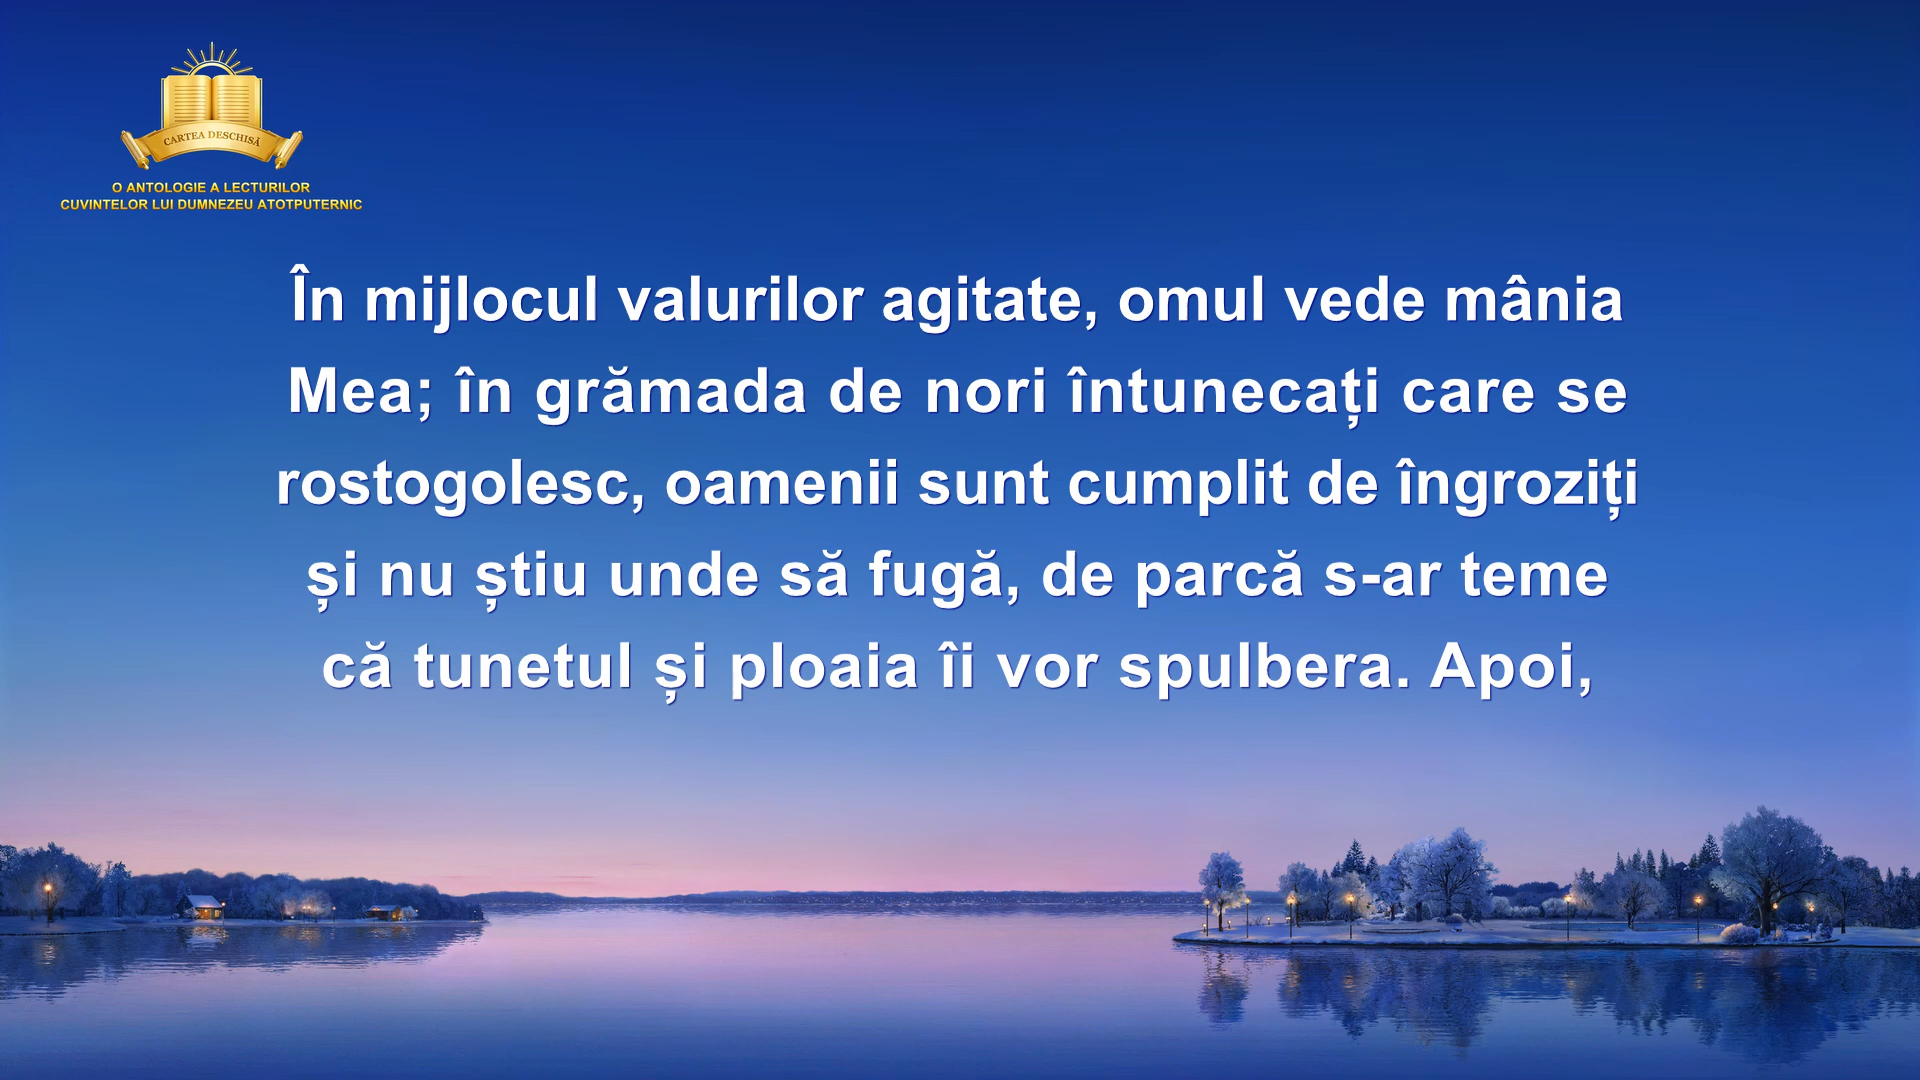 CARTEA DESCHISĂ
O ANTOLOGIE A LECTURILOR
CUVINTELOR LUI DUMNEZEU ATOTPUTERNIC
În mijlocul valurilor agitate, omul vede mânia
Mea; în grămada de nori întunecați care se
rostogolesc, oamenii sunt cumplit de îngroziți
și nu știu unde să fugă, de parcă s-ar teme
că tunetul și ploaia îi vor spulbera. Apoi,